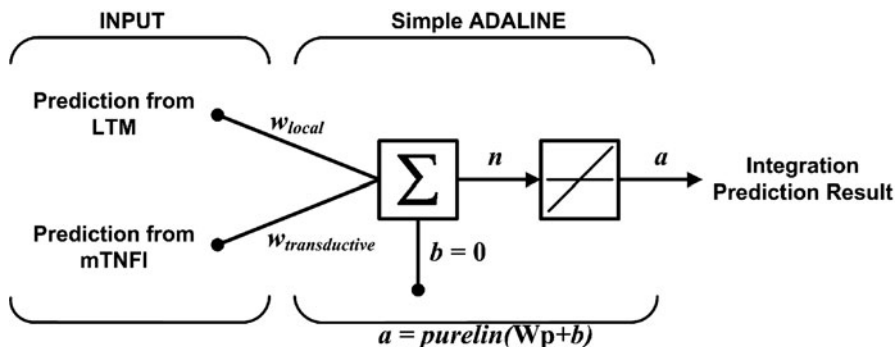 INPUT
Simple ADALINE
Prediction from
LTM
w_local
Σ
n
a
Integration
Prediction Result
Prediction from
mTNFI
w_transductive
b = 0
a = purelin(Wp+b)